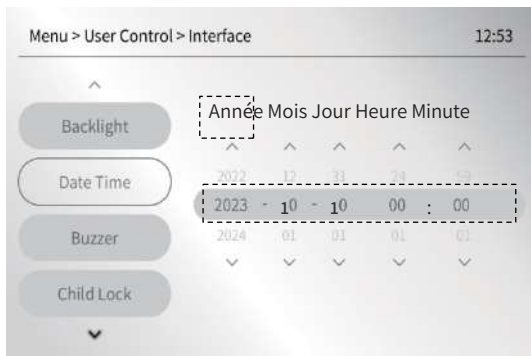 Menu > User Control > Interface 12:53
Backlight
Date Time
Buzzer
Child Lock
Année Mois Jour Heure Minute
2022 12 31 24 59
2023 - 10 - 10 00 : 00
2024 01 01 01 01